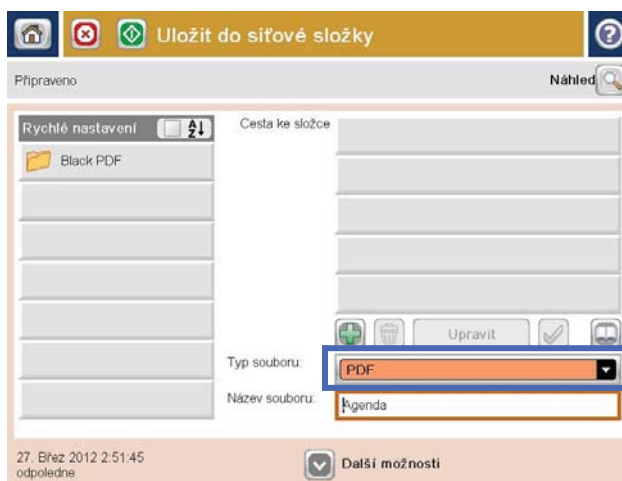 Uložit do síťové složky
Připraveno
Náhled
Rychlé nastavení
Cesta ke složce
Black PDF
Upravit
Typ souboru:
PDF
Název souboru:
Agenda
27. Břez 2012 2:51:45
odpoledne
Další možnosti